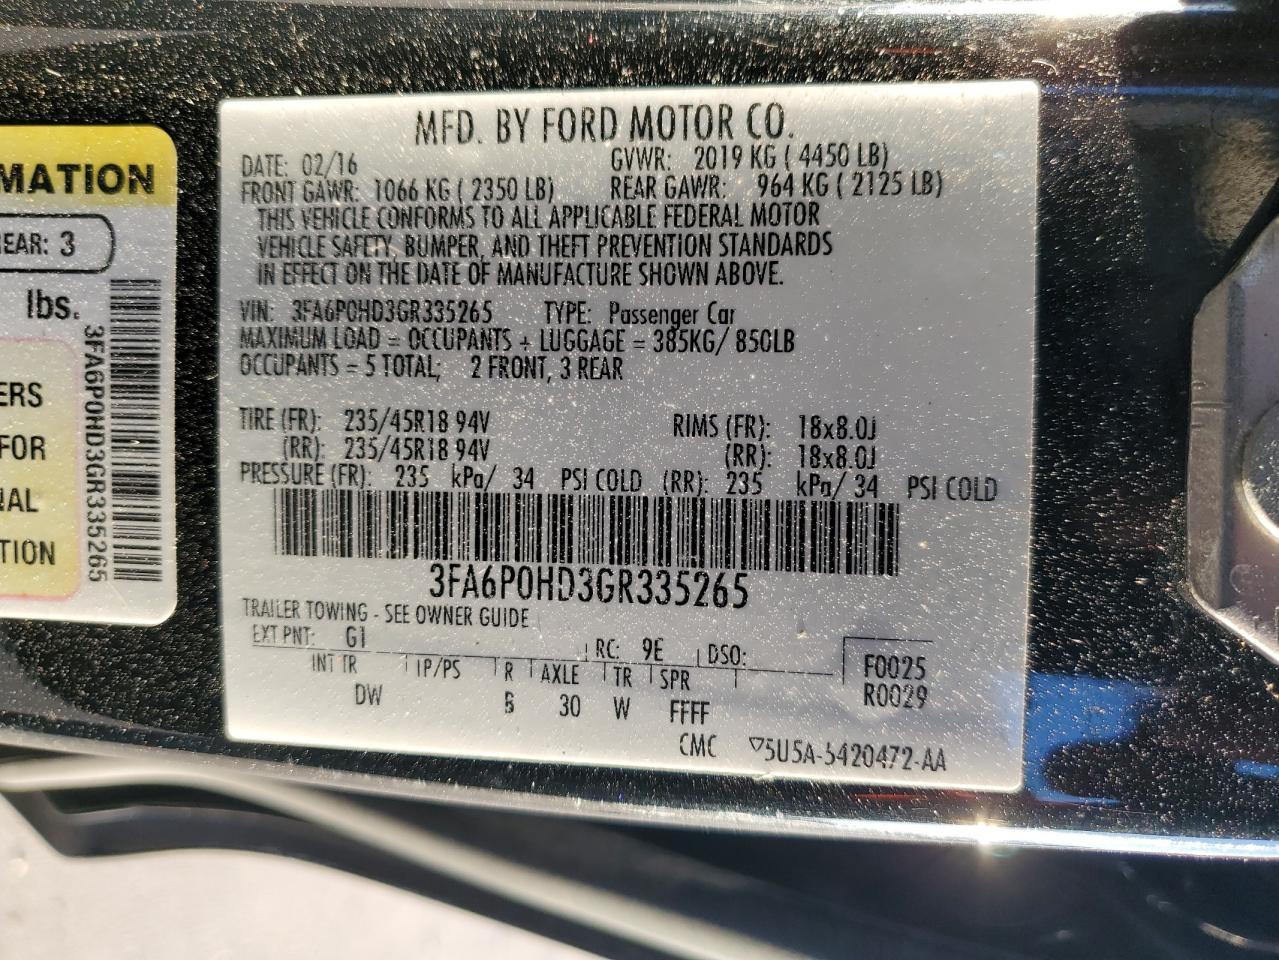 MFD. BY FORD MOTOR CO.
DATE: 02/16 GVWR: 2019 KG ( 4450 LB)
FRONT GAWR: 1066 KG ( 2350 LB) REAR GAWR: 964 KG ( 2125 LB)
THIS VEHICLE CONFORMS TO ALL APPLICABLE FEDERAL MOTOR
VEHICLE SAFETY, BUMPER, AND THEFT PREVENTION STANDARDS
IN EFFECT ON THE DATE OF MANUFACTURE SHOWN ABOVE.
VIN: 3FA6P0HD3GR335265 TYPE: Passenger Car
MAXIMUM LOAD = OCCUPANTS + LUGGAGE = 385KG/ 850LB
OCCUPANTS = 5 TOTAL; 2 FRONT, 3 REAR
TIRE (FR): 235/45R18 94V RIMS (FR): 18x8.0J
(RR): 235/45R18 94V (RR): 18x8.0J
PRESSURE (FR): 235 kPa/ 34 PSI COLD (RR): 235 kPa/ 34 PSI COLD
3FA6P0HD3GR335265
TRAILER TOWING - SEE OWNER GUIDE
EXT PNT: G1 RC: 9E DSO: F0025
INT TR IP/PS R AXLE TR SPR R0029
DW 30 W FFFF
CMC ▽5U5A-5420472-AA
MATION
EAR: 3
lbs.
3FA6P0HD3GR335265
ERS
FOR
NAL
TION